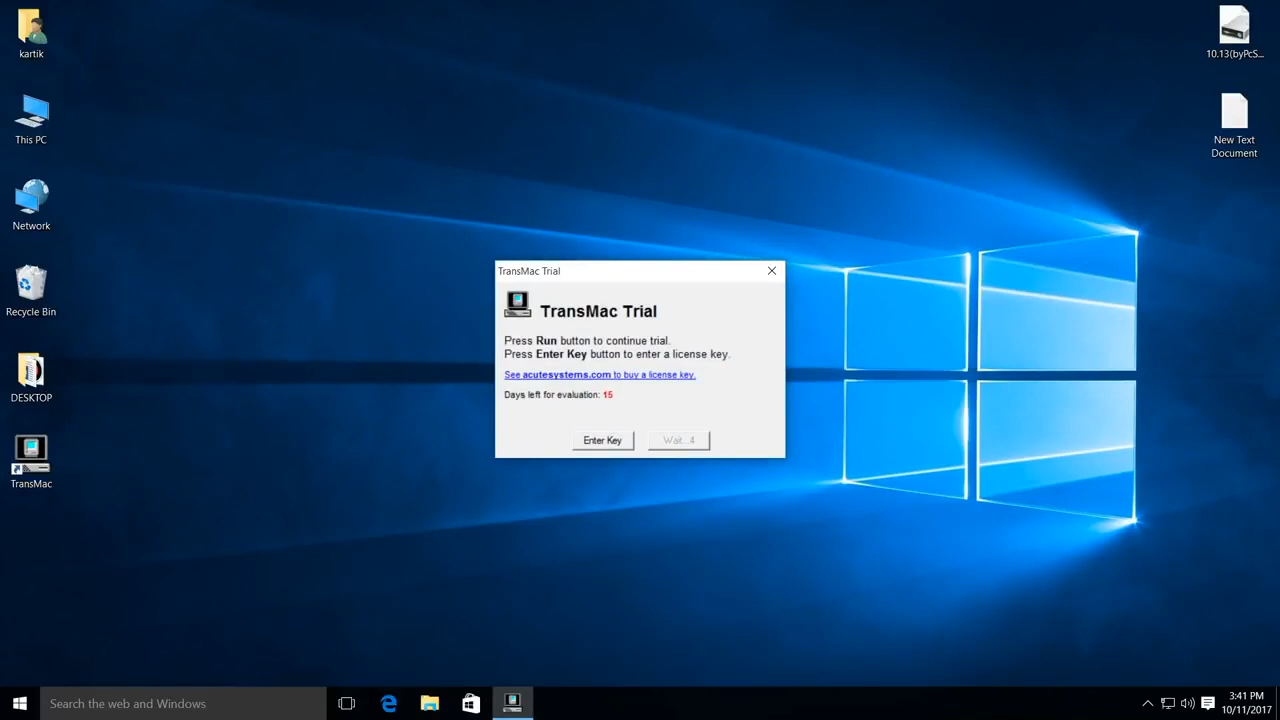 kartik
This PC
Network
Recycle Bin
DESKTOP
TransMac
10.13(byPcS...
New Text
Document
TransMac Trial
TransMac Trial
Press Run button to continue trial.
Press Enter Key button to enter a license key.
See acutesystems.com to buy a license key.
Days left for evaluation: 15
Enter Key
Wait...4
Search the web and Windows
3:41 PM
10/11/2017